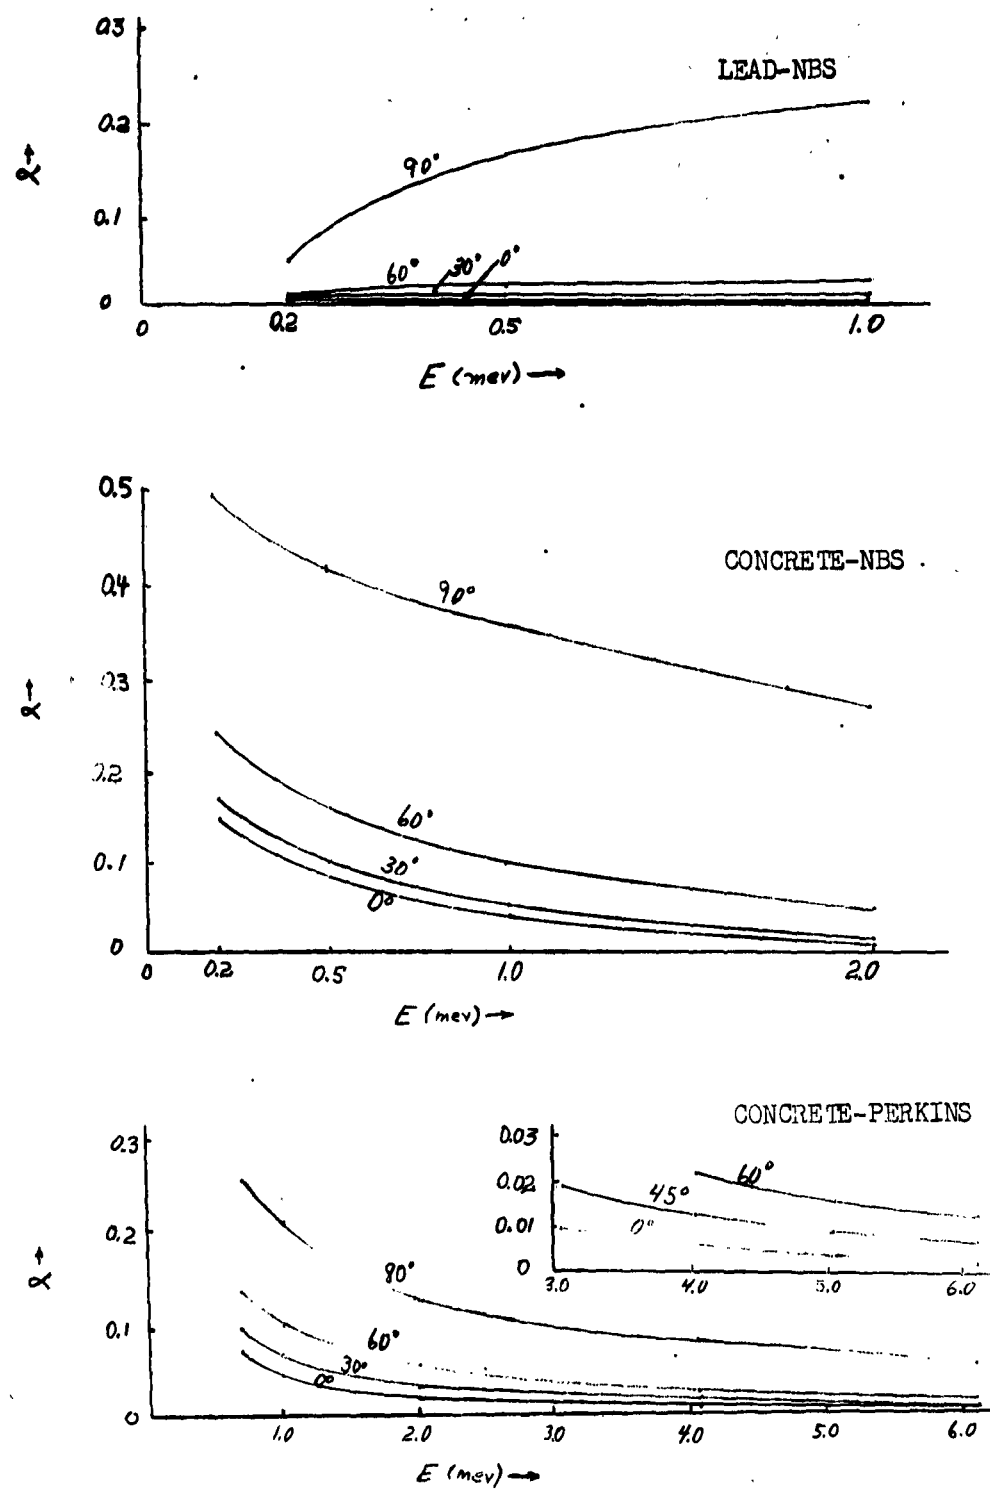 0.3
LEAD-NBS
0.2
90°
α→
0.1
60° 30° 0°
0
0 0.2 0.5 1.0
E (mev) →
0.5
CONCRETE-NBS
0.4
90°
α→
0.3
0.2
60°
0.1
30°
0°
0
0 0.2 0.5 1.0 2.0
E (mev) →
CONCRETE-PERKINS
0.3
0.03
60°
0.02
45°
0.01
0°
0
3.0 4.0 5.0 6.0
0.2
α→
80°
0.1
60°
30°
0°
0
1.0 2.0 3.0 4.0 5.0 6.0
E (mev) →